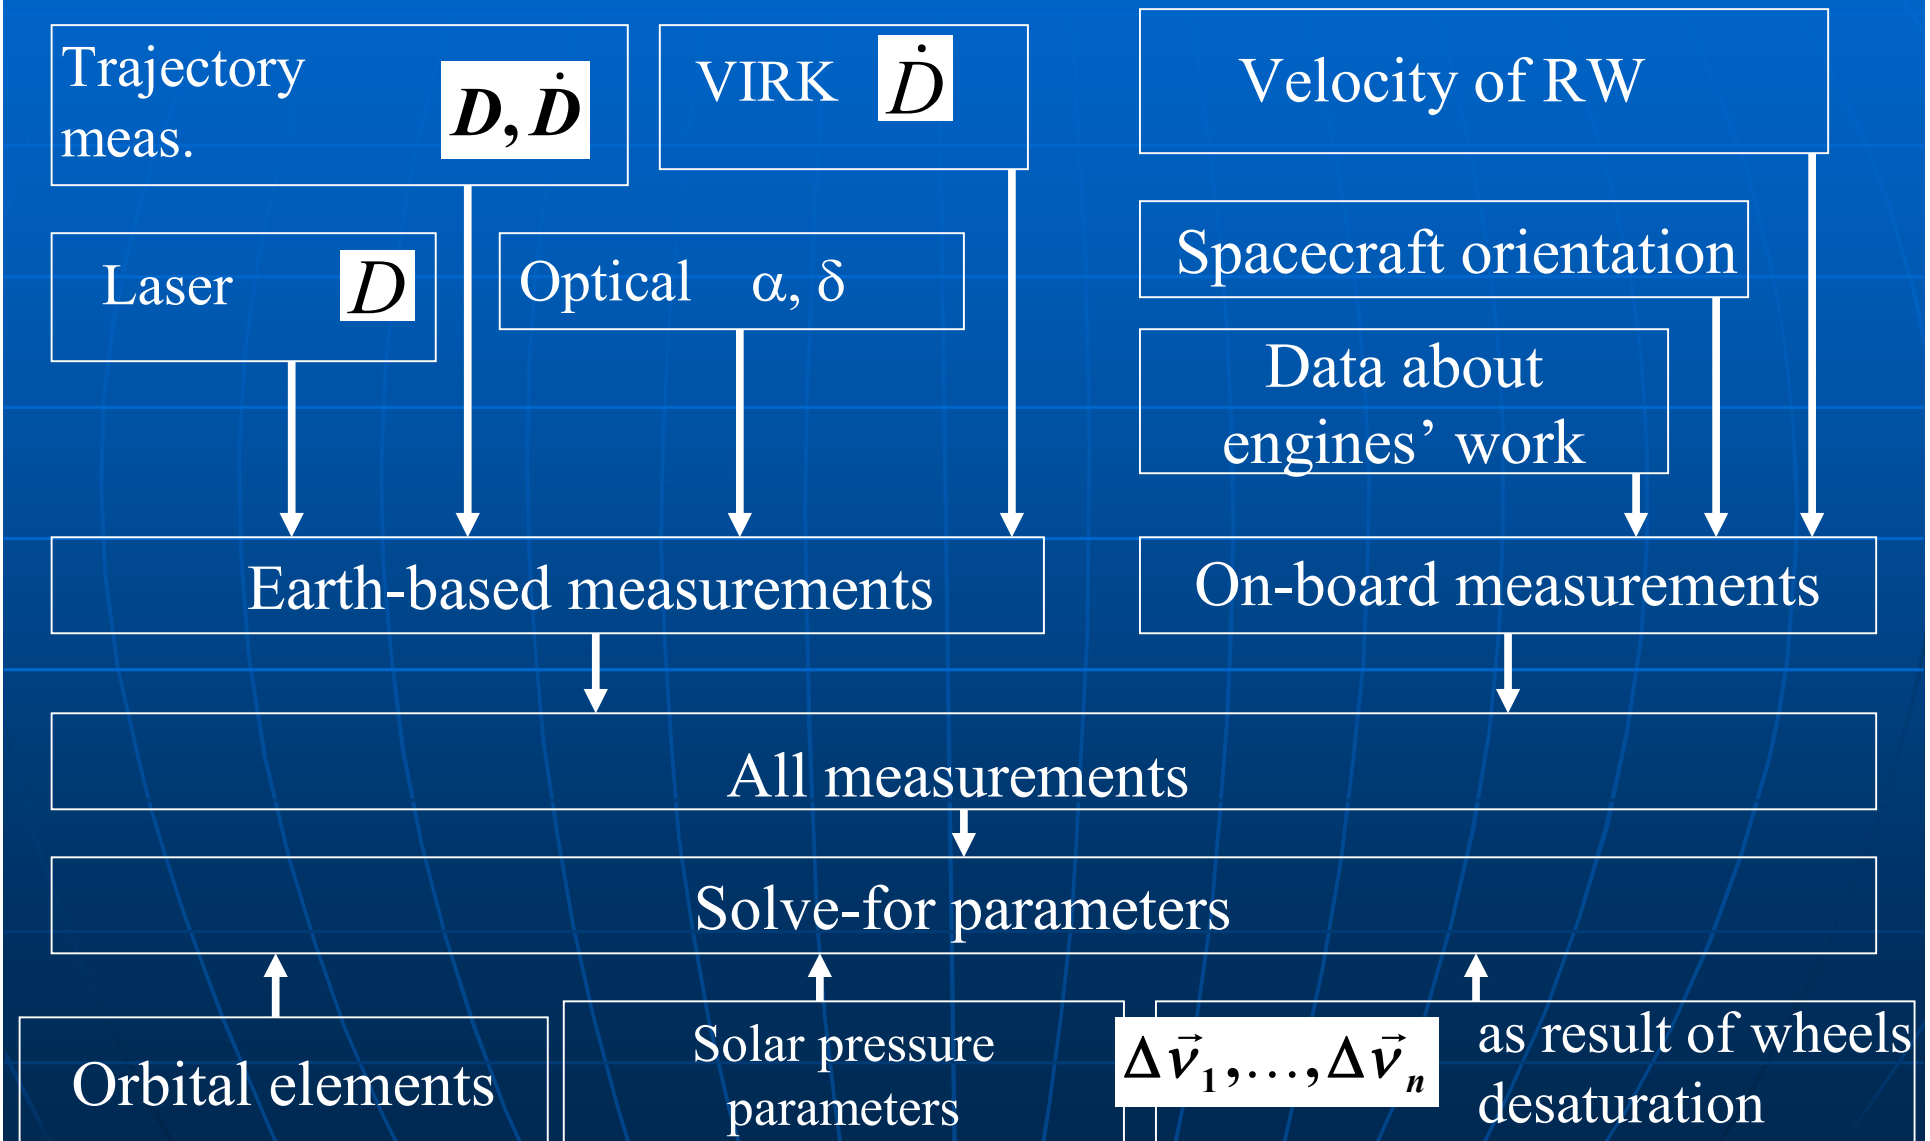 Trajectory
meas.
D, Ḋ
VIRK Ḋ
Velocity of RW
Laser D
Optical α, δ
Spacecraft orientation
Data about
engines’ work
Earth-based measurements
On-board measurements
All measurements
Solve-for parameters
Orbital elements
Solar pressure
parameters
Δv⃗₁,…,Δv⃗ₙ
as result of wheels
desaturation